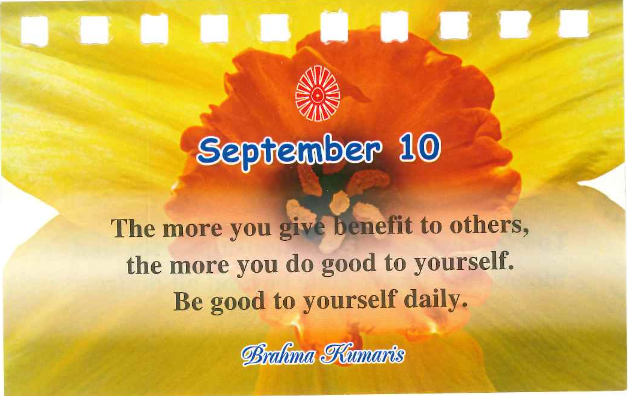 September 10
The more you give benefit to others,
the more you do good to yourself.
Be good to yourself daily.
Brahma Kumaris